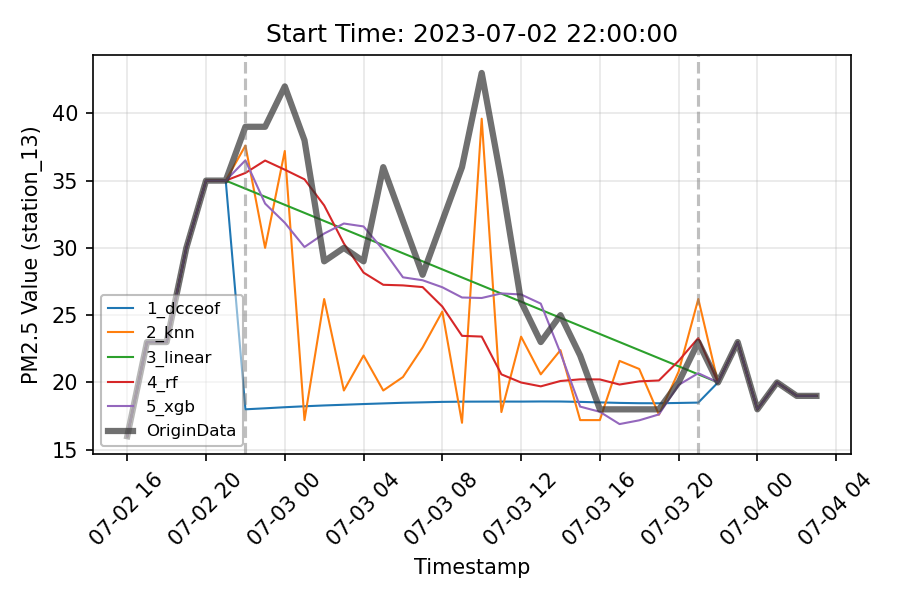 Start Time: 2023-07-02 22:00:00
PM2.5 Value (station_13)
40
35
30
25
20
15
1_dcceof
2_knn
3_linear
4_rf
5_xgb
OriginData
07-02 16
07-02 20
07-03 00
07-03 04
07-03 08
07-03 12
07-03 16
07-03 20
07-04 00
07-04 04
Timestamp